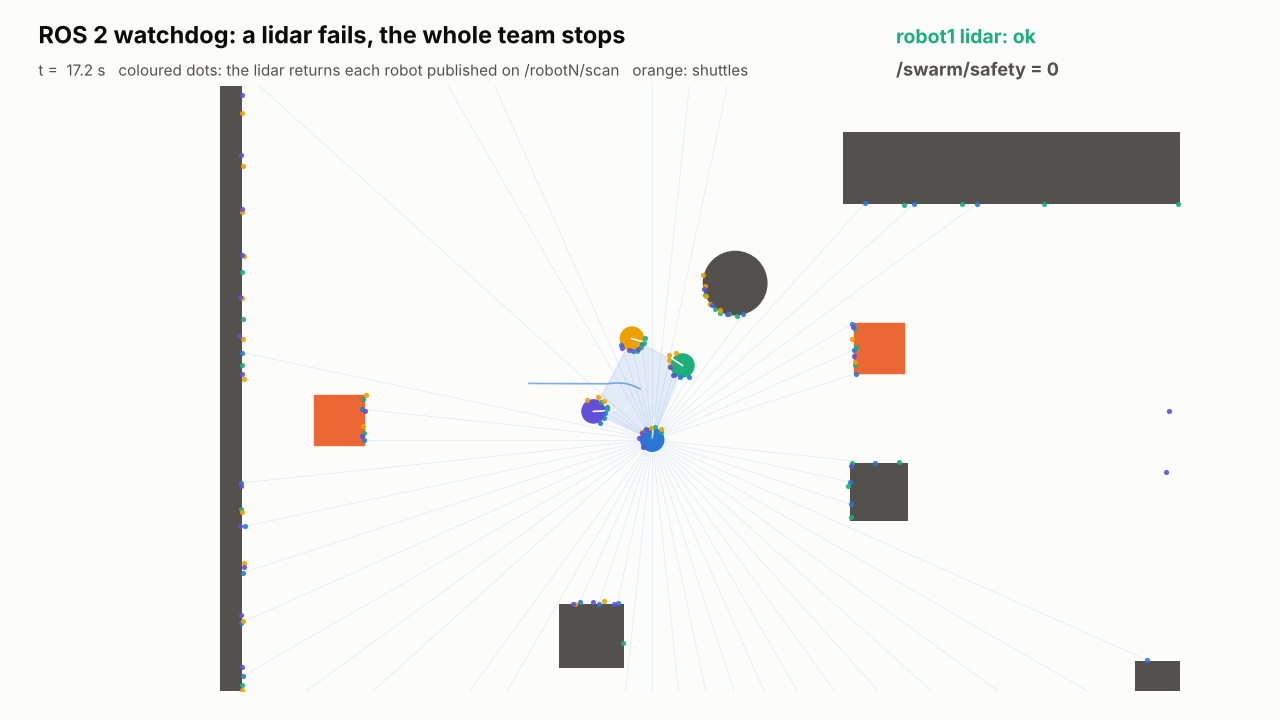 ROS 2 watchdog: a lidar fails, the whole team stops
robot1 lidar: ok
t = 17.2 s coloured dots: the lidar returns each robot published on /robotN/scan orange: shuttles
/swarm/safety = 0